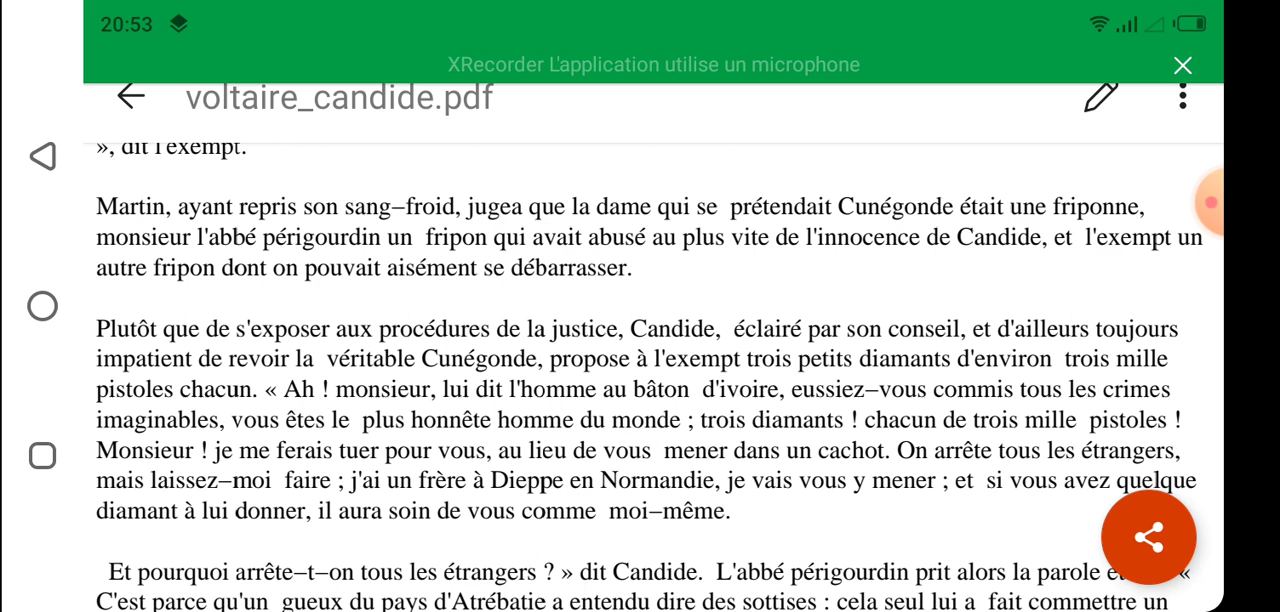 20:53
XRecorder L'application utilise un microphone
voltaire_candide.pdf
», dit l'exempt.
Martin, ayant repris son sang–froid, jugea que la dame qui se prétendait Cunégonde était une friponne,
monsieur l'abbé périgourdin un fripon qui avait abusé au plus vite de l'innocence de Candide, et l'exempt un
autre fripon dont on pouvait aisément se débarrasser.
Plutôt que de s'exposer aux procédures de la justice, Candide, éclairé par son conseil, et d'ailleurs toujours
impatient de revoir la véritable Cunégonde, propose à l'exempt trois petits diamants d'environ trois mille
pistoles chacun. « Ah ! monsieur, lui dit l'homme au bâton d'ivoire, eussiez–vous commis tous les crimes
imaginables, vous êtes le plus honnête homme du monde ; trois diamants ! chacun de trois mille pistoles !
Monsieur ! je me ferais tuer pour vous, au lieu de vous mener dans un cachot. On arrête tous les étrangers,
mais laissez–moi faire ; j'ai un frère à Dieppe en Normandie, je vais vous y mener ; et si vous avez quelque
diamant à lui donner, il aura soin de vous comme moi–même.
Et pourquoi arrête–t–on tous les étrangers ? » dit Candide. L'abbé périgourdin prit alors la parole «
C'est parce qu'un gueux du pays d'Atrébatie a entendu dire des sottises : cela seul lui a fait commettre un